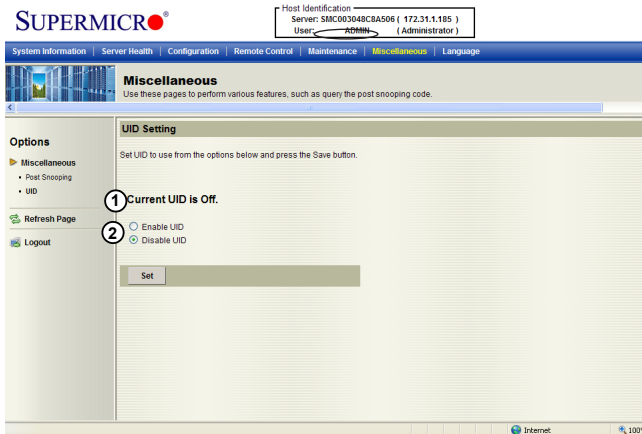 SUPERMICRO®
Host Identification
Server: SMC003048C8A506 ( 172.31.1.185 )
User: ADMIN ( Administrator )
System Information | Server Health | Configuration | Remote Control | Maintenance | Miscellaneous | Language
Miscellaneous
Use these pages to perform various features, such as query the post snooping code.
Options
Miscellaneous
Post Snooping
UID
Refresh Page
Logout
UID Setting
Set UID to use from the options below and press the Save button.
1 Current UID is Off.
Enable UID
2 Disable UID
Set
Internet
100%